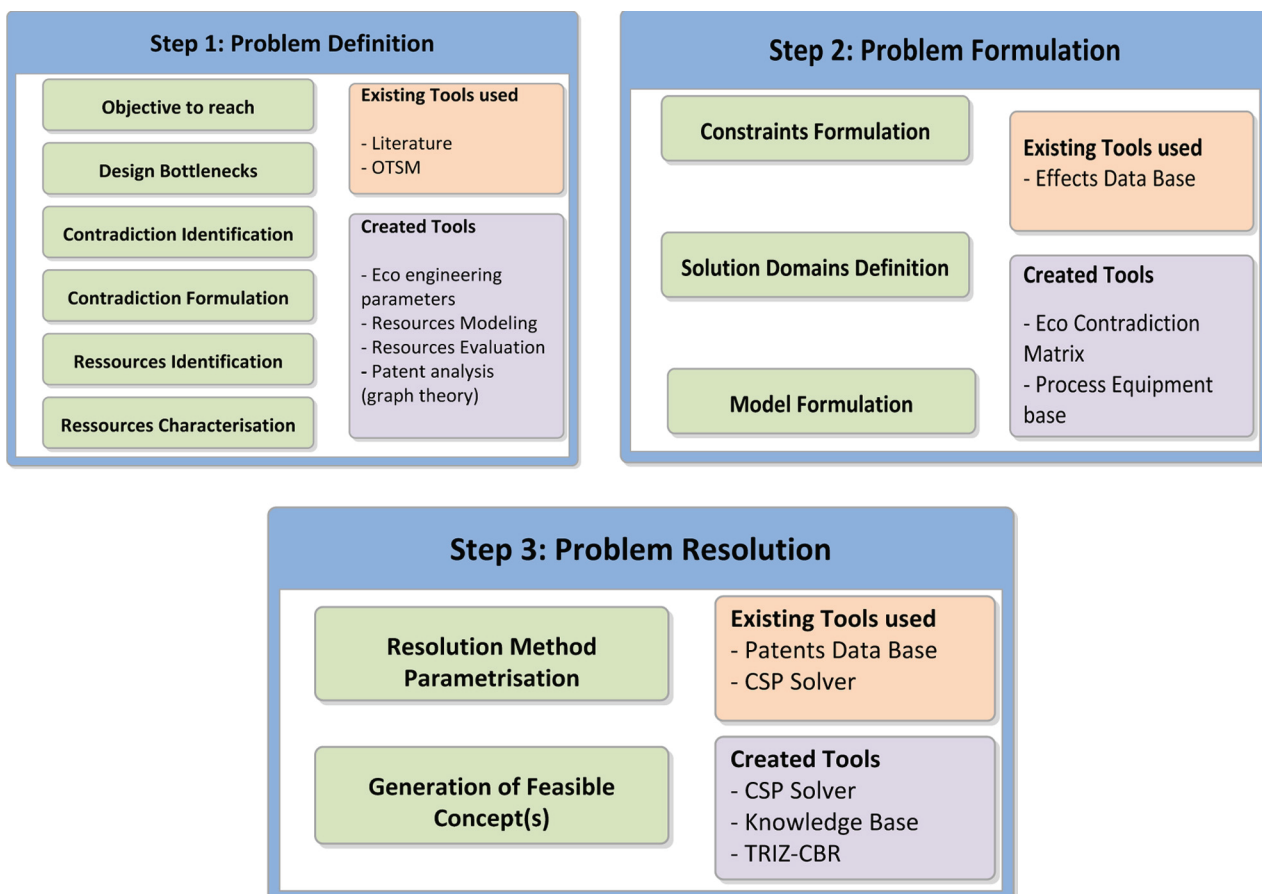 Step 1: Problem Definition
Objective to reach
Design Bottlenecks
Contradiction Identification
Contradiction Formulation
Ressources Identification
Ressources Characterisation
Existing Tools used
- Literature
- OTSM
Created Tools
- Eco engineering
parameters
- Resources Modeling
- Resources Evaluation
- Patent analysis
(graph theory)
Step 2: Problem Formulation
Constraints Formulation
Solution Domains Definition
Model Formulation
Existing Tools used
- Effects Data Base
Created Tools
- Eco Contradiction
Matrix
- Process Equipment
base
Step 3: Problem Resolution
Resolution Method
Parametrisation
Generation of Feasible
Concept(s)
Existing Tools used
- Patents Data Base
- CSP Solver
Created Tools
- CSP Solver
- Knowledge Base
- TRIZ-CBR